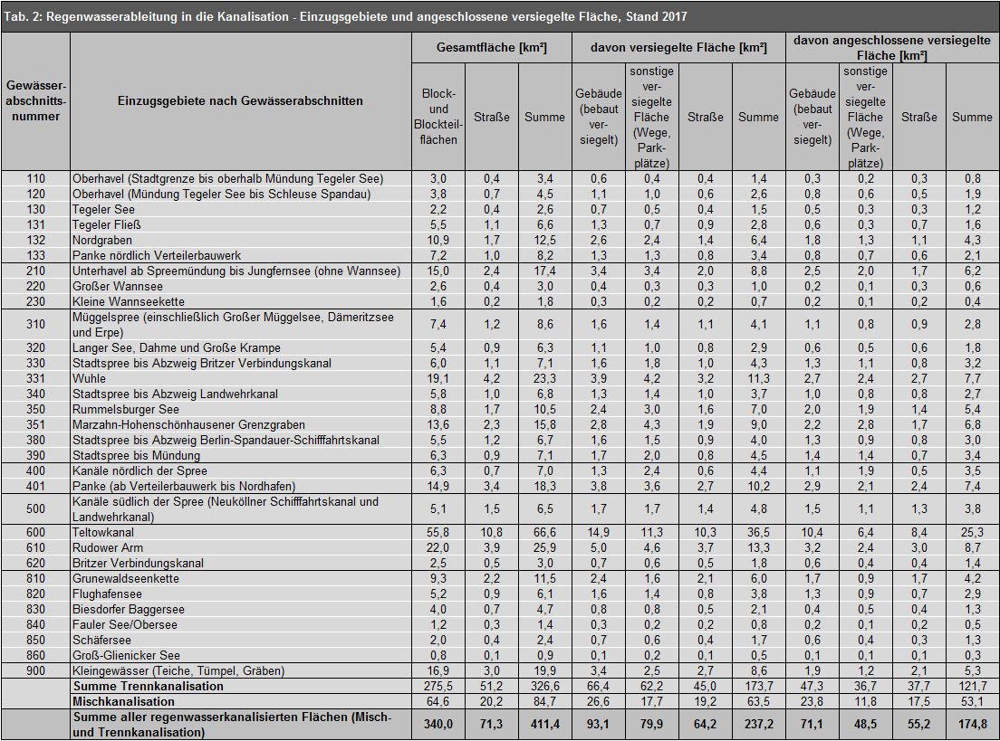 Tab. 2: Regenwasserableitung in die Kanalisation - Einzugsgebiete und angeschlossene versiegelte Fläche, Stand 2017
Gewässer-
abschnitts-
nummer
Einzugsgebiete nach Gewässerabschnitten
Gesamtfläche [km²]
davon versiegelte Fläche [km²]
davon angeschlossene versiegelte
Fläche [km²]
Block-
und
Blockteil-
flächen
Straße
Summe
Gebäude
(bebaut
ver-
siegelt)
sonstige
ver-
siegelte
Fläche
(Wege,
Park-
plätze)
Straße
Summe
Gebäude
(bebaut
ver-
siegelt)
sonstige
ver-
siegelte
Fläche
(Wege,
Park-
plätze)
Straße
Summe
110 Oberhavel (Stadtgrenze bis oberhalb Mündung Tegeler See) 3,0 0,4 3,4 0,6 0,4 0,4 1,4 0,3 0,2 0,3 0,8
120 Oberhavel (Mündung Tegeler See bis Schleuse Spandau) 3,8 0,7 4,5 1,1 1,0 0,6 2,6 0,8 0,6 0,5 1,9
130 Tegeler See 2,2 0,4 2,6 0,7 0,5 0,4 1,5 0,5 0,3 0,3 1,2
131 Tegeler Fließ 5,5 1,1 6,6 1,3 0,7 0,9 2,8 0,6 0,3 0,7 1,6
132 Nordgraben 10,9 1,7 12,5 2,6 2,4 1,4 6,4 1,8 1,3 1,1 4,3
133 Panke nördlich Verteilerbauwerk 7,2 1,0 8,2 1,3 1,3 0,8 3,4 0,8 0,7 0,6 2,1
210 Unterhavel ab Spreemündung bis Jungfernsee (ohne Wannsee) 15,0 2,4 17,4 3,4 3,4 2,0 8,8 2,5 2,0 1,7 6,2
220 Großer Wannsee 2,6 0,4 3,0 0,4 0,3 0,3 1,0 0,2 0,1 0,3 0,6
230 Kleine Wannseekette 1,6 0,2 1,8 0,3 0,2 0,2 0,7 0,2 0,1 0,2 0,4
310 Müggelspree (einschließlich Großer Müggelsee, Dämeritzsee
und Erpe) 7,4 1,2 8,6 1,6 1,4 1,1 4,1 1,1 0,8 0,9 2,8
320 Langer See, Dahme und Große Krampe 5,4 0,9 6,3 1,1 1,0 0,8 2,9 0,6 0,5 0,6 1,8
330 Stadtspree bis Abzweig Britzer Verbindungskanal 6,0 1,1 7,1 1,6 1,8 1,0 4,3 1,3 1,1 0,8 3,2
331 Wuhle 19,1 4,2 23,3 3,9 4,2 3,2 11,3 2,7 2,4 2,7 7,7
340 Stadtspree bis Abzweig Landwehrkanal 5,8 1,0 6,8 1,3 1,4 1,0 3,7 1,0 0,8 0,8 2,7
350 Rummelsburger See 8,8 1,7 10,5 2,4 3,0 1,6 7,0 2,0 1,9 1,4 5,4
351 Marzahn-Hohenschönhausener Grenzgraben 13,6 2,3 15,8 2,8 4,3 1,9 9,0 2,2 2,8 1,7 6,8
380 Stadtspree bis Abzweig Berlin-Spandauer-Schifffahrtskanal 5,5 1,2 6,7 1,6 1,5 0,9 4,0 1,3 0,9 0,8 3,0
390 Stadtspree bis Mündung 6,3 0,9 7,1 1,7 2,0 0,8 4,5 1,4 1,4 0,7 3,4
400 Kanäle nördlich der Spree 6,3 0,7 7,0 1,3 2,4 0,6 4,4 1,1 1,9 0,5 3,5
401 Panke (ab Verteilerbauwerk bis Nordhafen) 14,9 3,4 18,3 3,8 3,6 2,7 10,2 2,9 2,1 2,4 7,4
500 Kanäle südlich der Spree (Neuköllner Schifffahrtskanal und
Landwehrkanal) 5,1 1,5 6,5 1,7 1,7 1,4 4,8 1,5 1,1 1,3 3,8
600 Teltowkanal 55,8 10,8 66,6 14,9 11,3 10,3 36,5 10,4 6,4 8,4 25,3
610 Rudower Arm 22,0 3,9 25,9 5,0 4,6 3,7 13,3 3,2 2,4 3,0 8,7
620 Britzer Verbindungskanal 2,5 0,5 3,0 0,7 0,6 0,5 1,8 0,6 0,4 0,4 1,4
810 Grunewaldseenkette 9,3 2,2 11,5 2,4 1,6 2,1 6,0 1,7 0,9 1,7 4,2
820 Flughafensee 5,2 0,9 6,1 1,6 1,4 0,8 3,8 1,3 0,9 0,7 2,9
830 Biesdorfer Baggersee 4,0 0,7 4,7 0,8 0,8 0,5 2,1 0,4 0,5 0,4 1,3
840 Fauler See/Obersee 1,2 0,3 1,4 0,3 0,2 0,2 0,8 0,2 0,1 0,2 0,5
850 Schäfersee 2,0 0,4 2,4 0,7 0,6 0,4 1,7 0,6 0,4 0,3 1,3
860 Groß-Glienicker See 0,8 0,1 0,9 0,1 0,2 0,1 0,5 0,1 0,1 0,1 0,3
900 Kleingewässer (Teiche, Tümpel, Gräben) 16,9 3,0 19,9 3,4 2,5 2,7 8,6 1,9 1,2 2,1 5,3
Summe Trennkanalisation 275,5 51,2 326,6 66,4 62,2 45,0 173,7 47,3 36,7 37,7 121,7
Mischkanalisation 64,6 20,2 84,7 26,6 17,7 19,2 63,5 23,8 11,8 17,5 53,1
Summe aller regenwasserkanalisierten Flächen (Misch-
und Trennkanalisation) 340,0 71,3 411,4 93,1 79,9 64,2 237,2 71,1 48,5 55,2 174,8